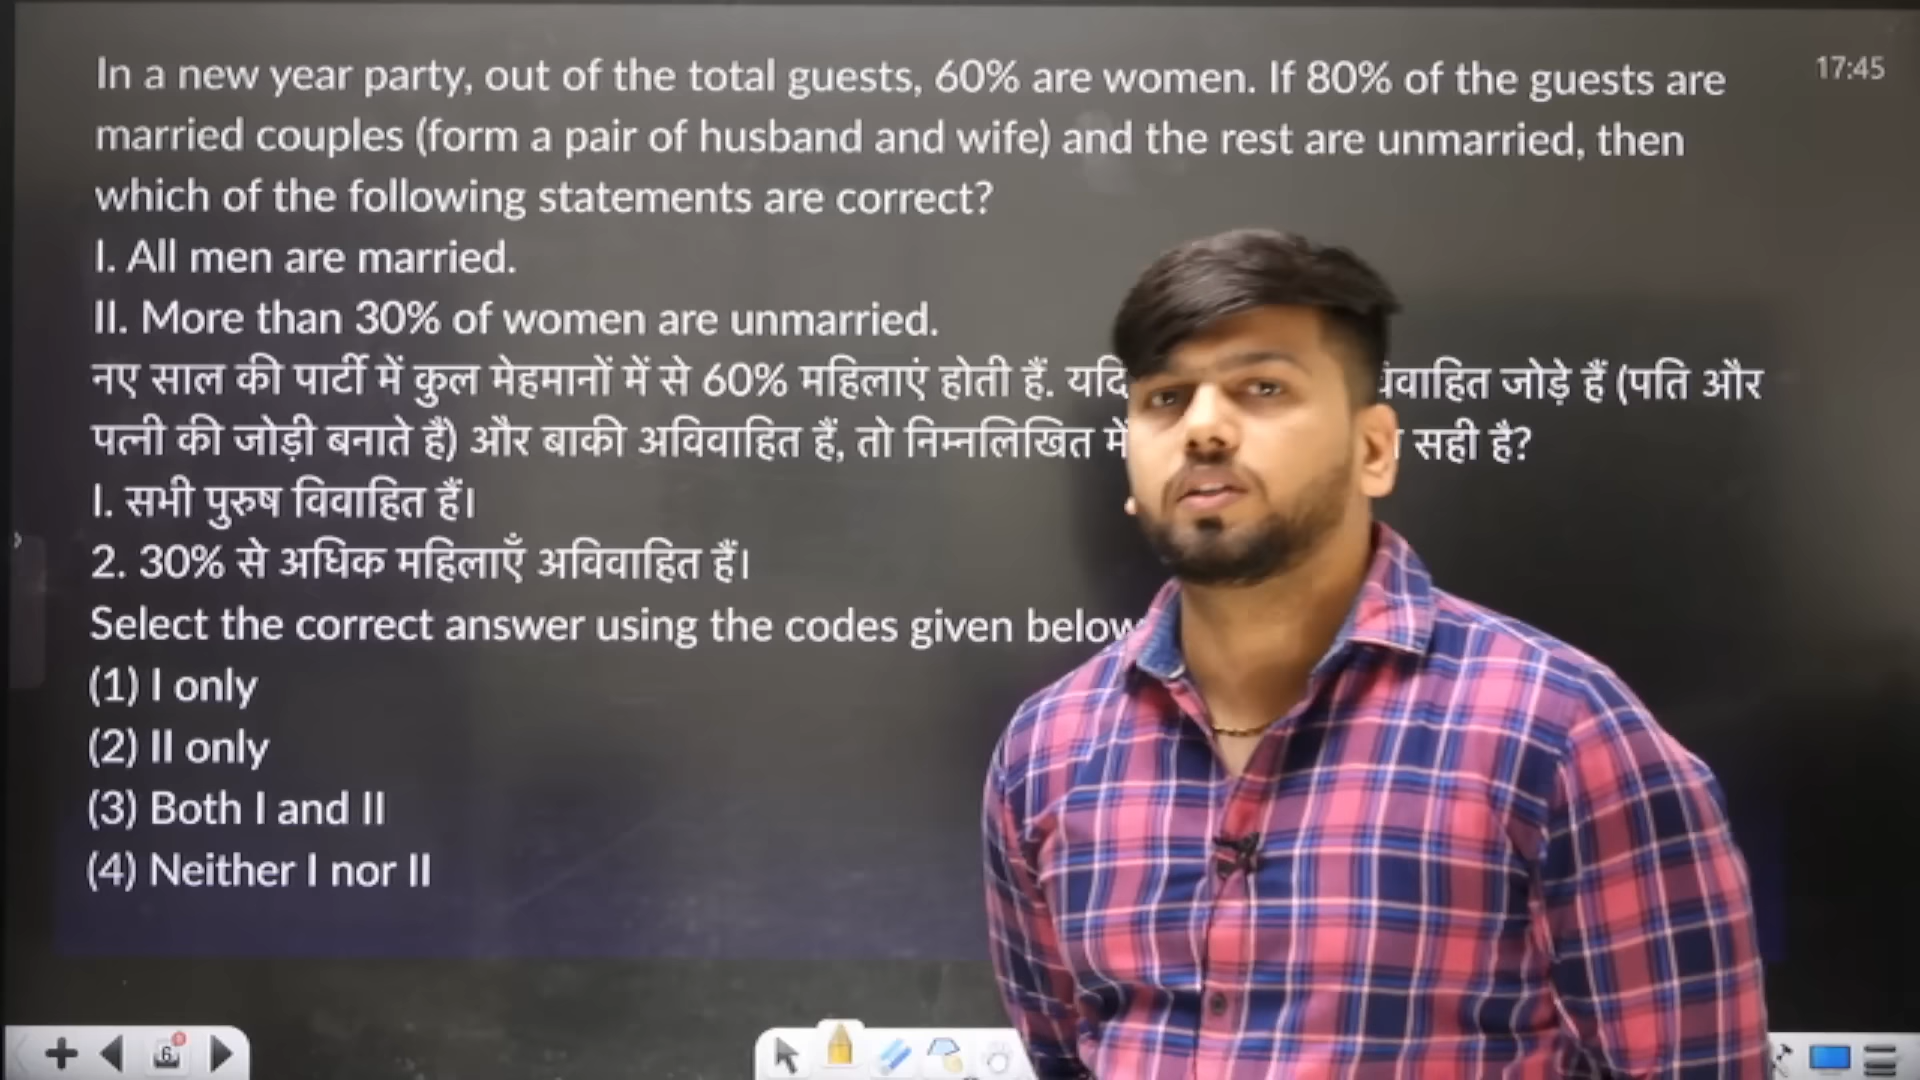 In a new year party, out of the total guests, 60% are women. If 80% of the guests are
17:45
married couples (form a pair of husband and wife) and the rest are unmarried, then
which of the following statements are correct?
I. All men are married.
II. More than 30% of women are unmarried.
नए साल की पार्टी में कुल मेहमानों में से 60% महिलाएं होती हैं. यदि जोड़े हैं (पति और
पत्नी की जोड़ी बनाते हैं) और बाकी अविवाहित हैं, तो निम्नलिखित में सही है?
I. सभी पुरुष विवाहित हैं।
2. 30% से अधिक महिलाएँ अविवाहित हैं।
Select the correct answer using the codes given below
(1) I only
(2) II only
(3) Both I and II
(4) Neither I nor II
6